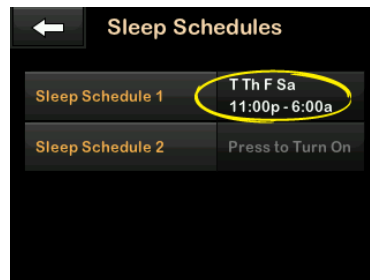 Sleep Schedules
Sleep Schedule 1
T Th F Sa
11:00p - 6:00a
Sleep Schedule 2
Press to Turn On